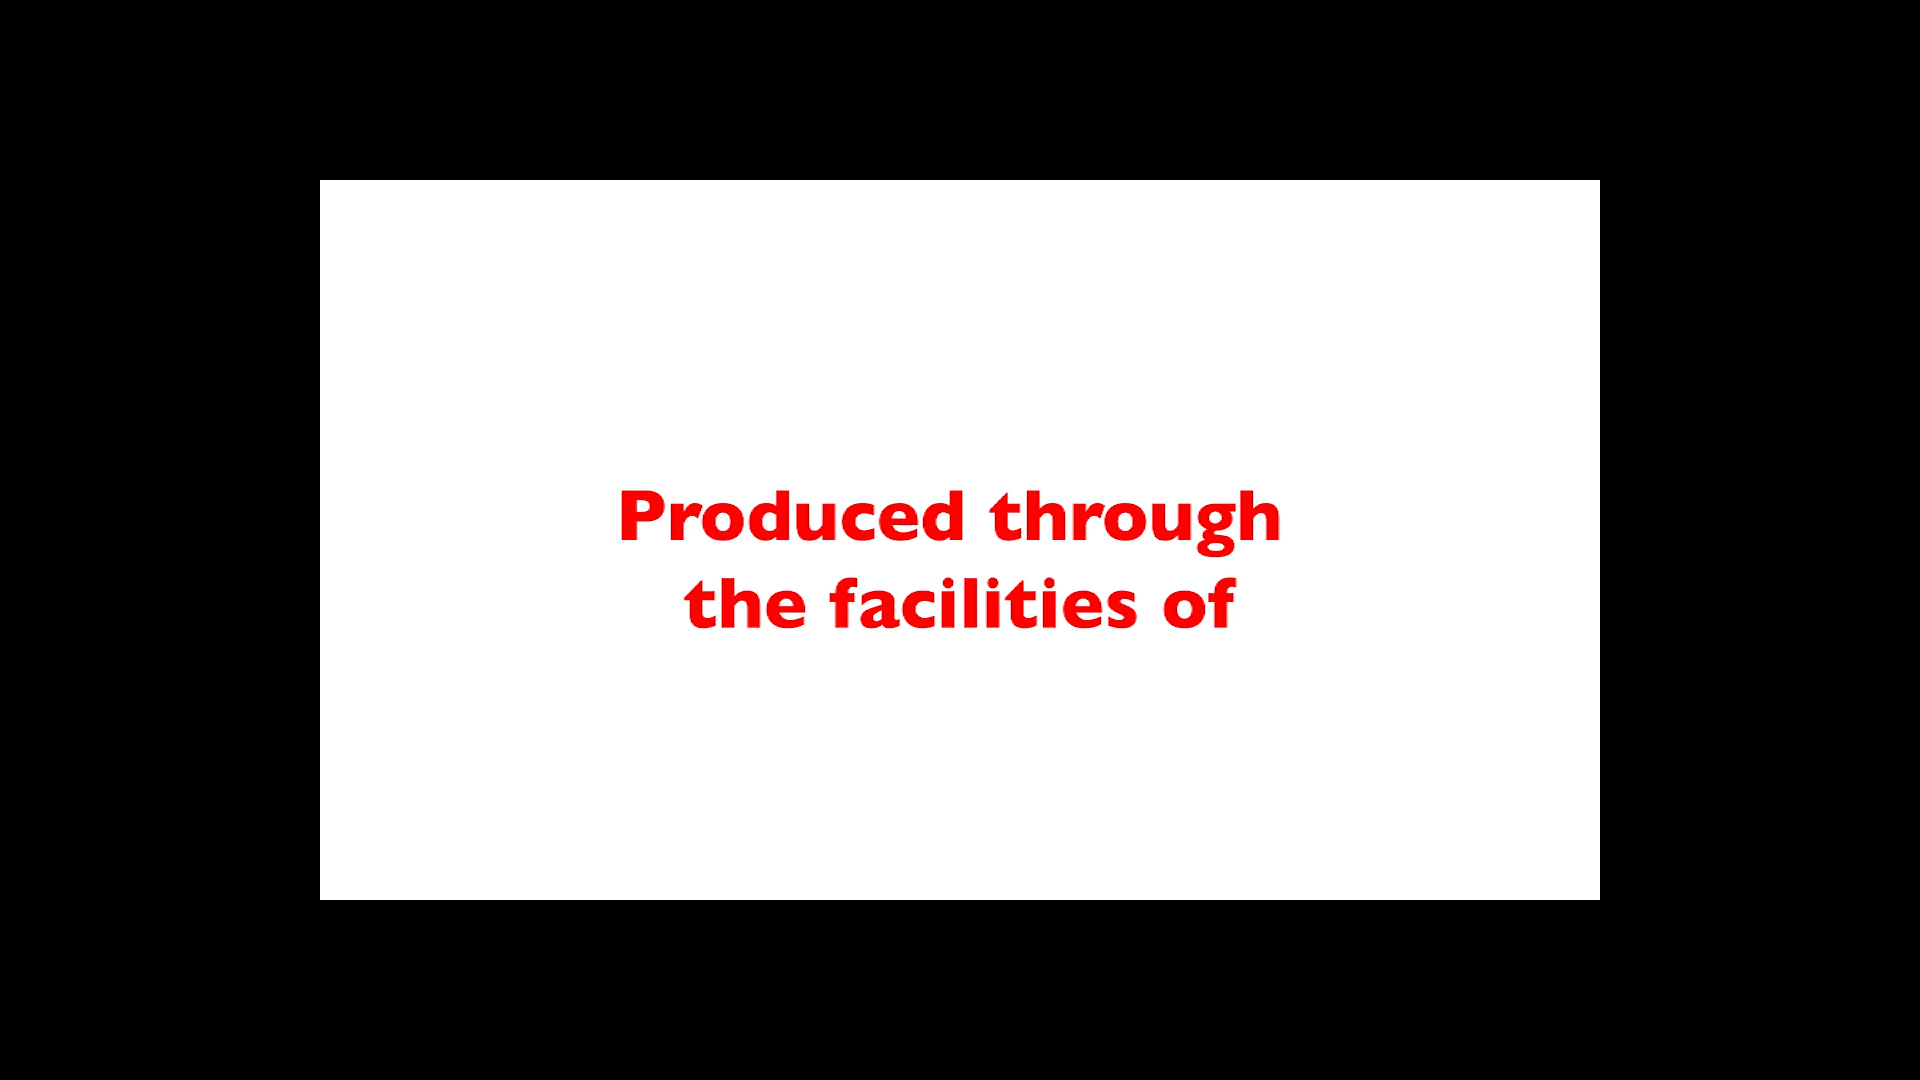 Produced through
the facilities of